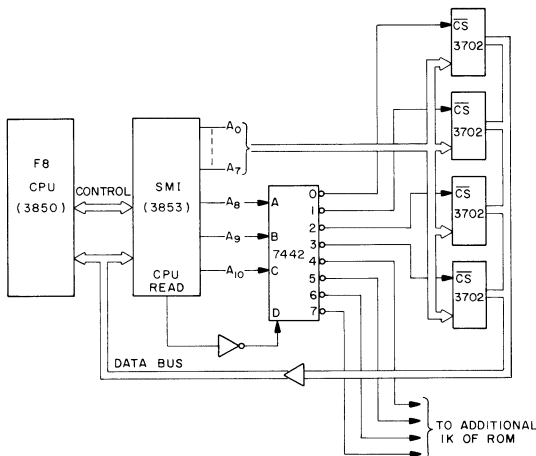 F8
CPU
(3850)
CONTROL
SMI
(3853)
CPU
READ
A0
A7
A8
A9
A10
A
B
C
D
7442
0
1
2
3
4
5
6
7
CS
3702
CS
3702
CS
3702
CS
3702
DATA BUS
TO ADDITIONAL
1K OF ROM